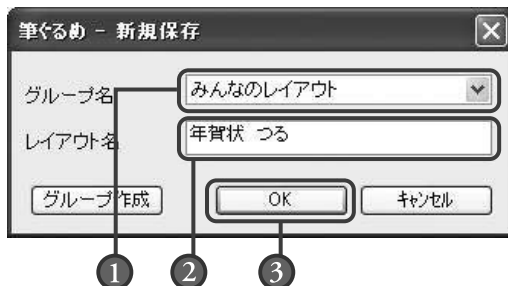 筆ぐるめ - 新規保存
グループ名
みんなのレイアウト
レイアウト名
年賀状 つる
グループ作成
OK
キャンセル
1 2 3